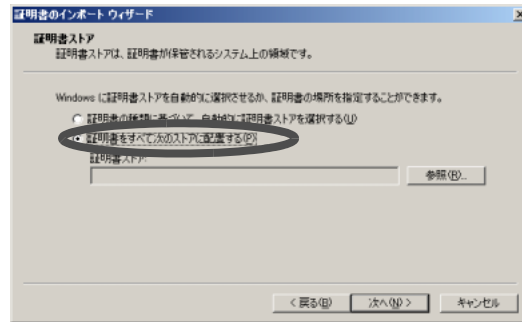 証明書のインポート ウィザード
証明書ストア
証明書ストアは、証明書が保管されるシステム上の領域です。
Windows に証明書ストアを自動的に選択させるか、証明書の場所を指定することができます。
証明書の種類に基づいて、自動的に証明書ストアを選択する(U)
証明書をすべて次のストアに配置する(P)
証明書ストア:
参照(R)...
< 戻る(B)
次へ(N) >
キャンセル